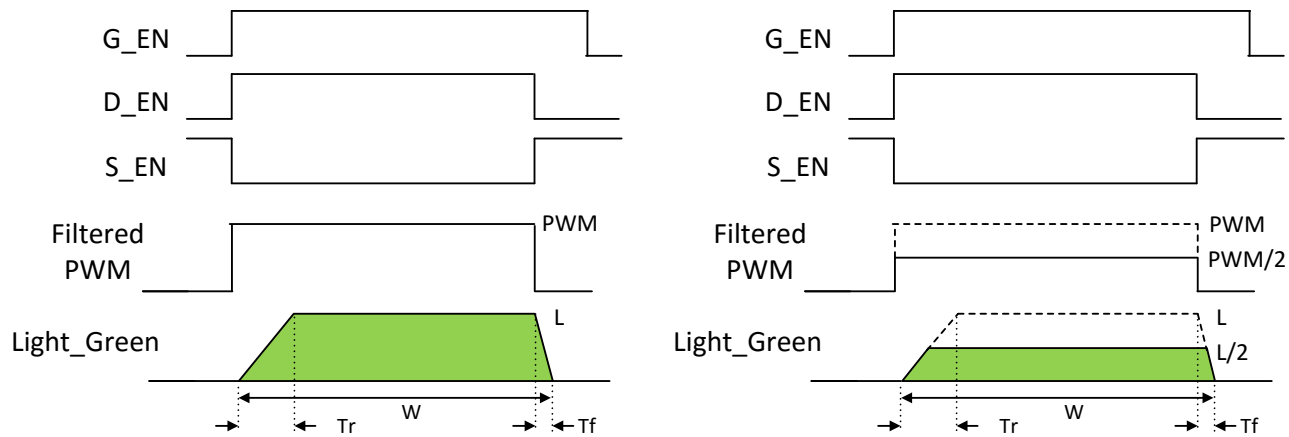 G_EN
D_EN
S_EN
Filtered
PWM
PWM
Light_Green
L
W
Tr
Tf
G_EN
D_EN
S_EN
Filtered
PWM
PWM
PWM/2
Light_Green
L
L/2
W
Tr
Tf